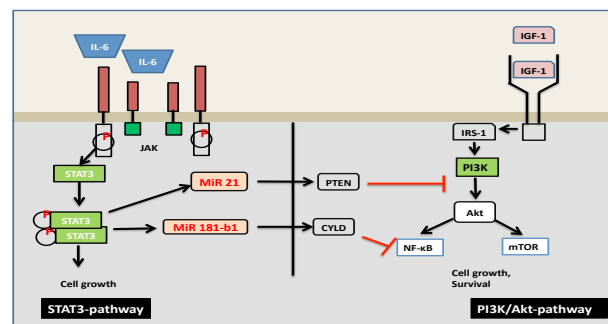 IL-6
IL-6
IGF-1
IGF-1
P
P
JAK
IRS-1
STAT3
MiR 21
PTEN
PI3K
P
STAT3
P
STAT3
MiR 181-b1
CYLD
Akt
NF-κB
mTOR
Cell growth
Cell growth,
Survival
STAT3-pathway
PI3K/Akt-pathway